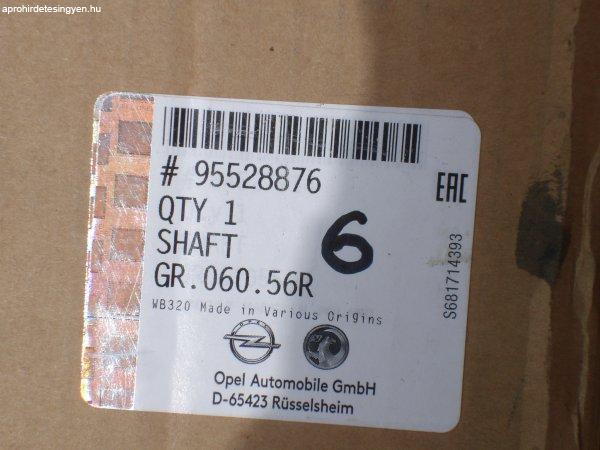 aprohirdetesingyen.hu
# 95528876
EAC
QTY 1
SHAFT
6
GR.060.56R
S681714393
WB320 Made in Various Origins
OPEL
Opel Automobile GmbH
D-65423 Rüsselsheim